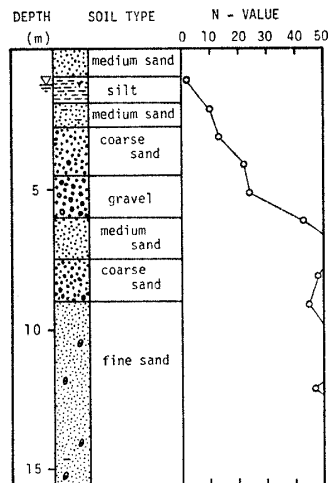 DEPTH SOIL TYPE N - VALUE
(m) 0 10 20 30 40 50
medium sand
silt
medium sand
coarse
sand
5
gravel
medium
sand
coarse
sand
10
fine sand
15